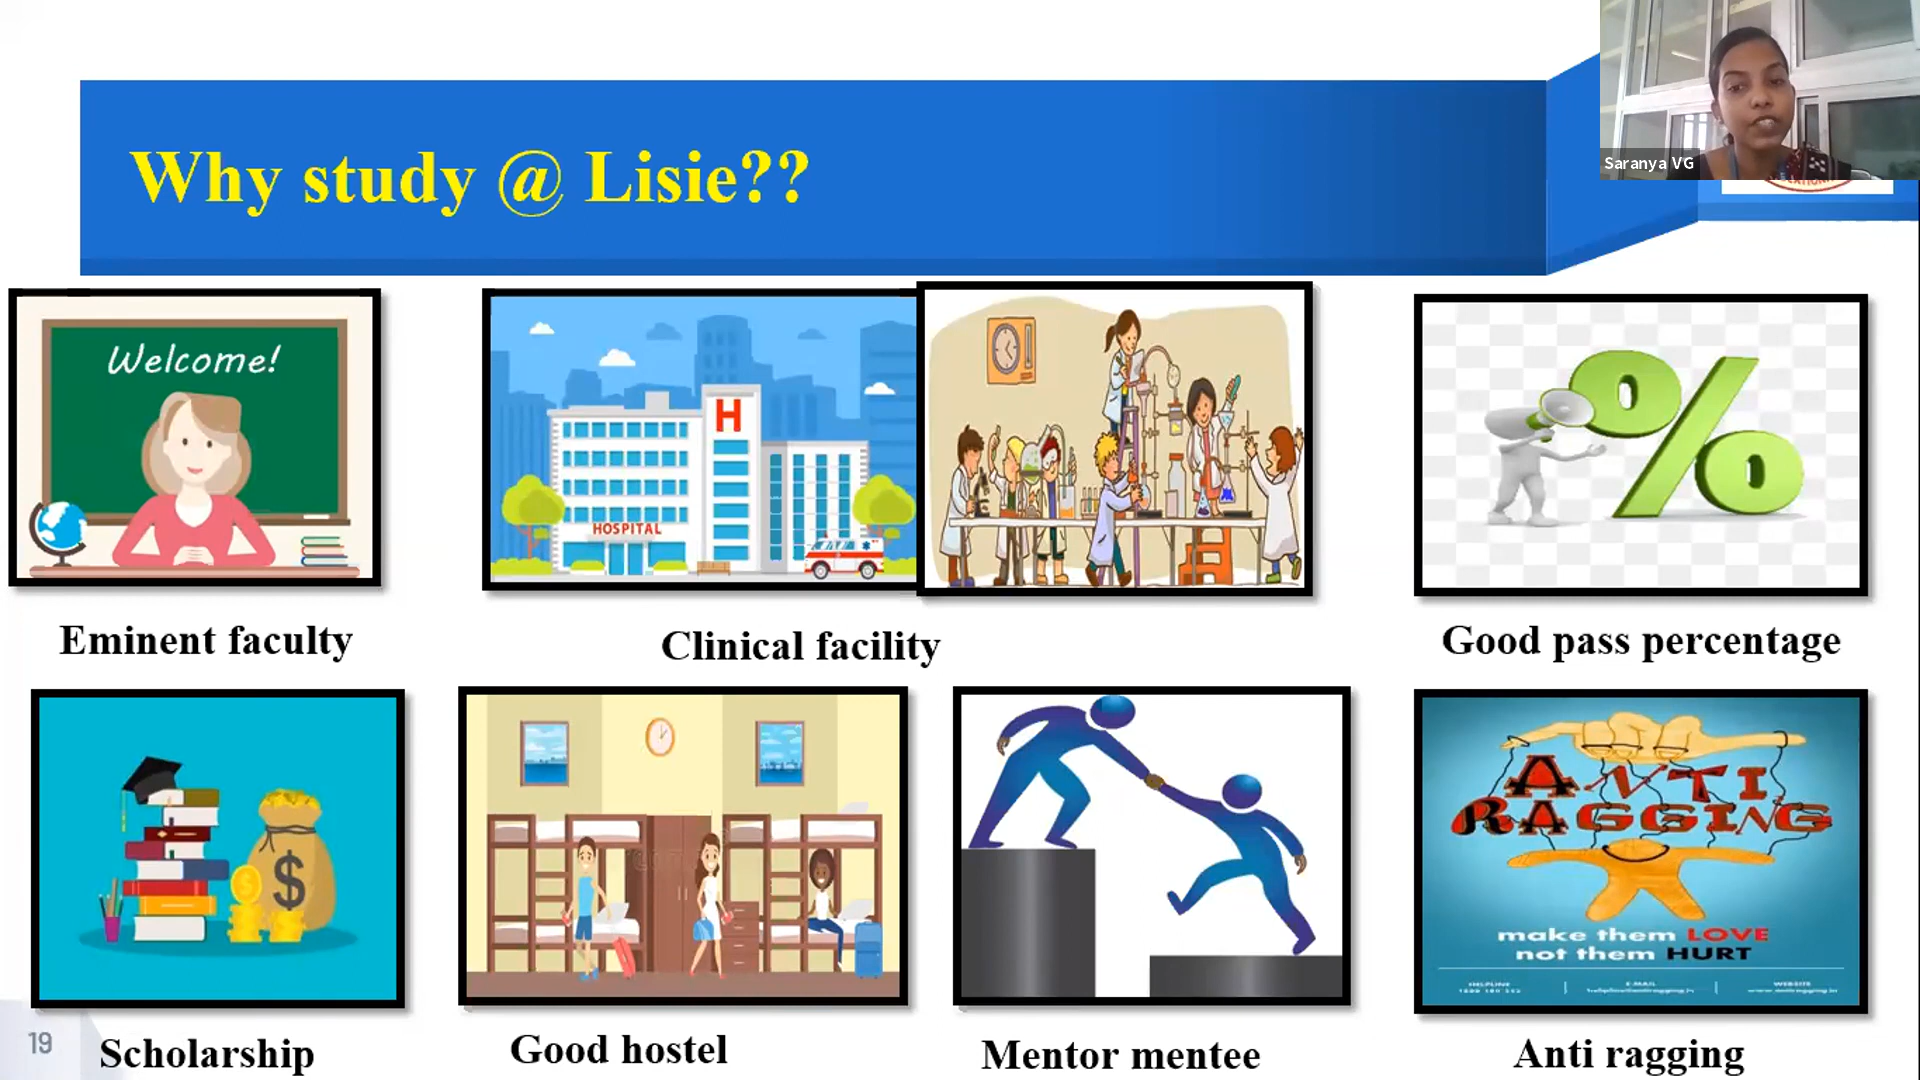 Why study @ Lisie??
Saranya VG
Welcome!
H
HOSPITAL
%
Eminent faculty
Clinical facility
Good pass percentage
$
ANTI
RAGGING
make them LOVE
not them HURT
HELPLINE
E-MAIL
WEBSITE
19
Scholarship
Good hostel
Mentor mentee
Anti ragging